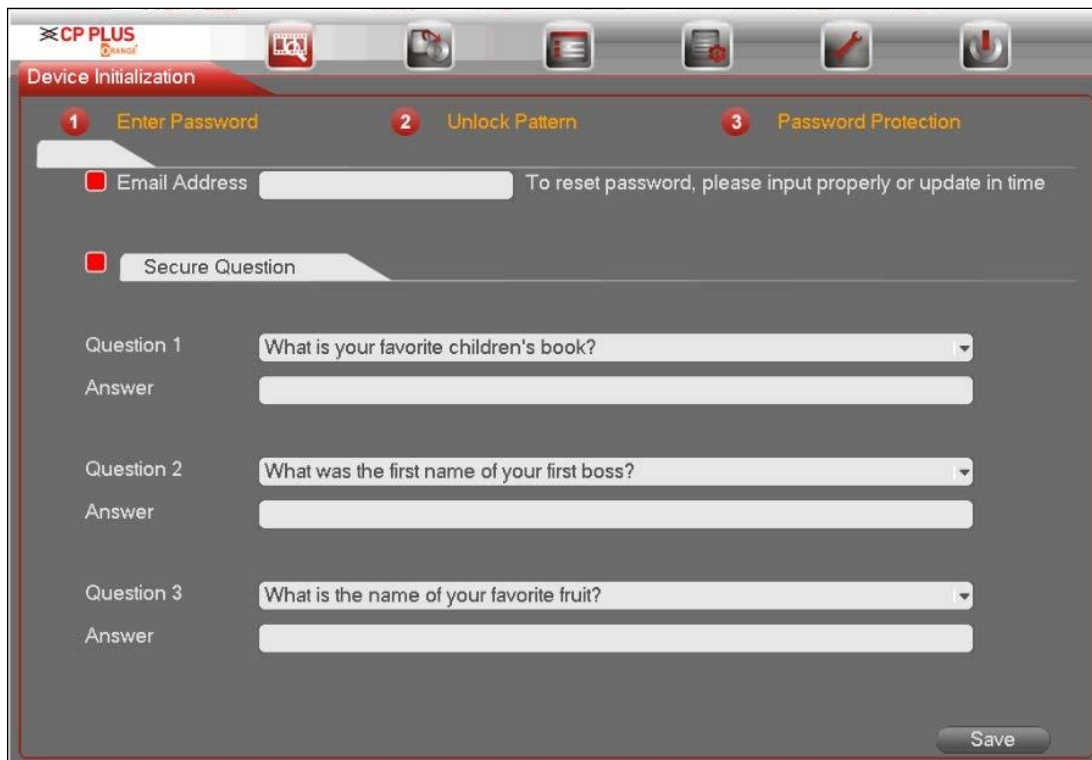 CP PLUS
ORANGE
Device Initialization
1 Enter Password 2 Unlock Pattern 3 Password Protection
Email Address To reset password, please input properly or update in time
Secure Question
Question 1 What is your favorite children's book?
Answer
Question 2 What was the first name of your first boss?
Answer
Question 3 What is the name of your favorite fruit?
Answer
Save